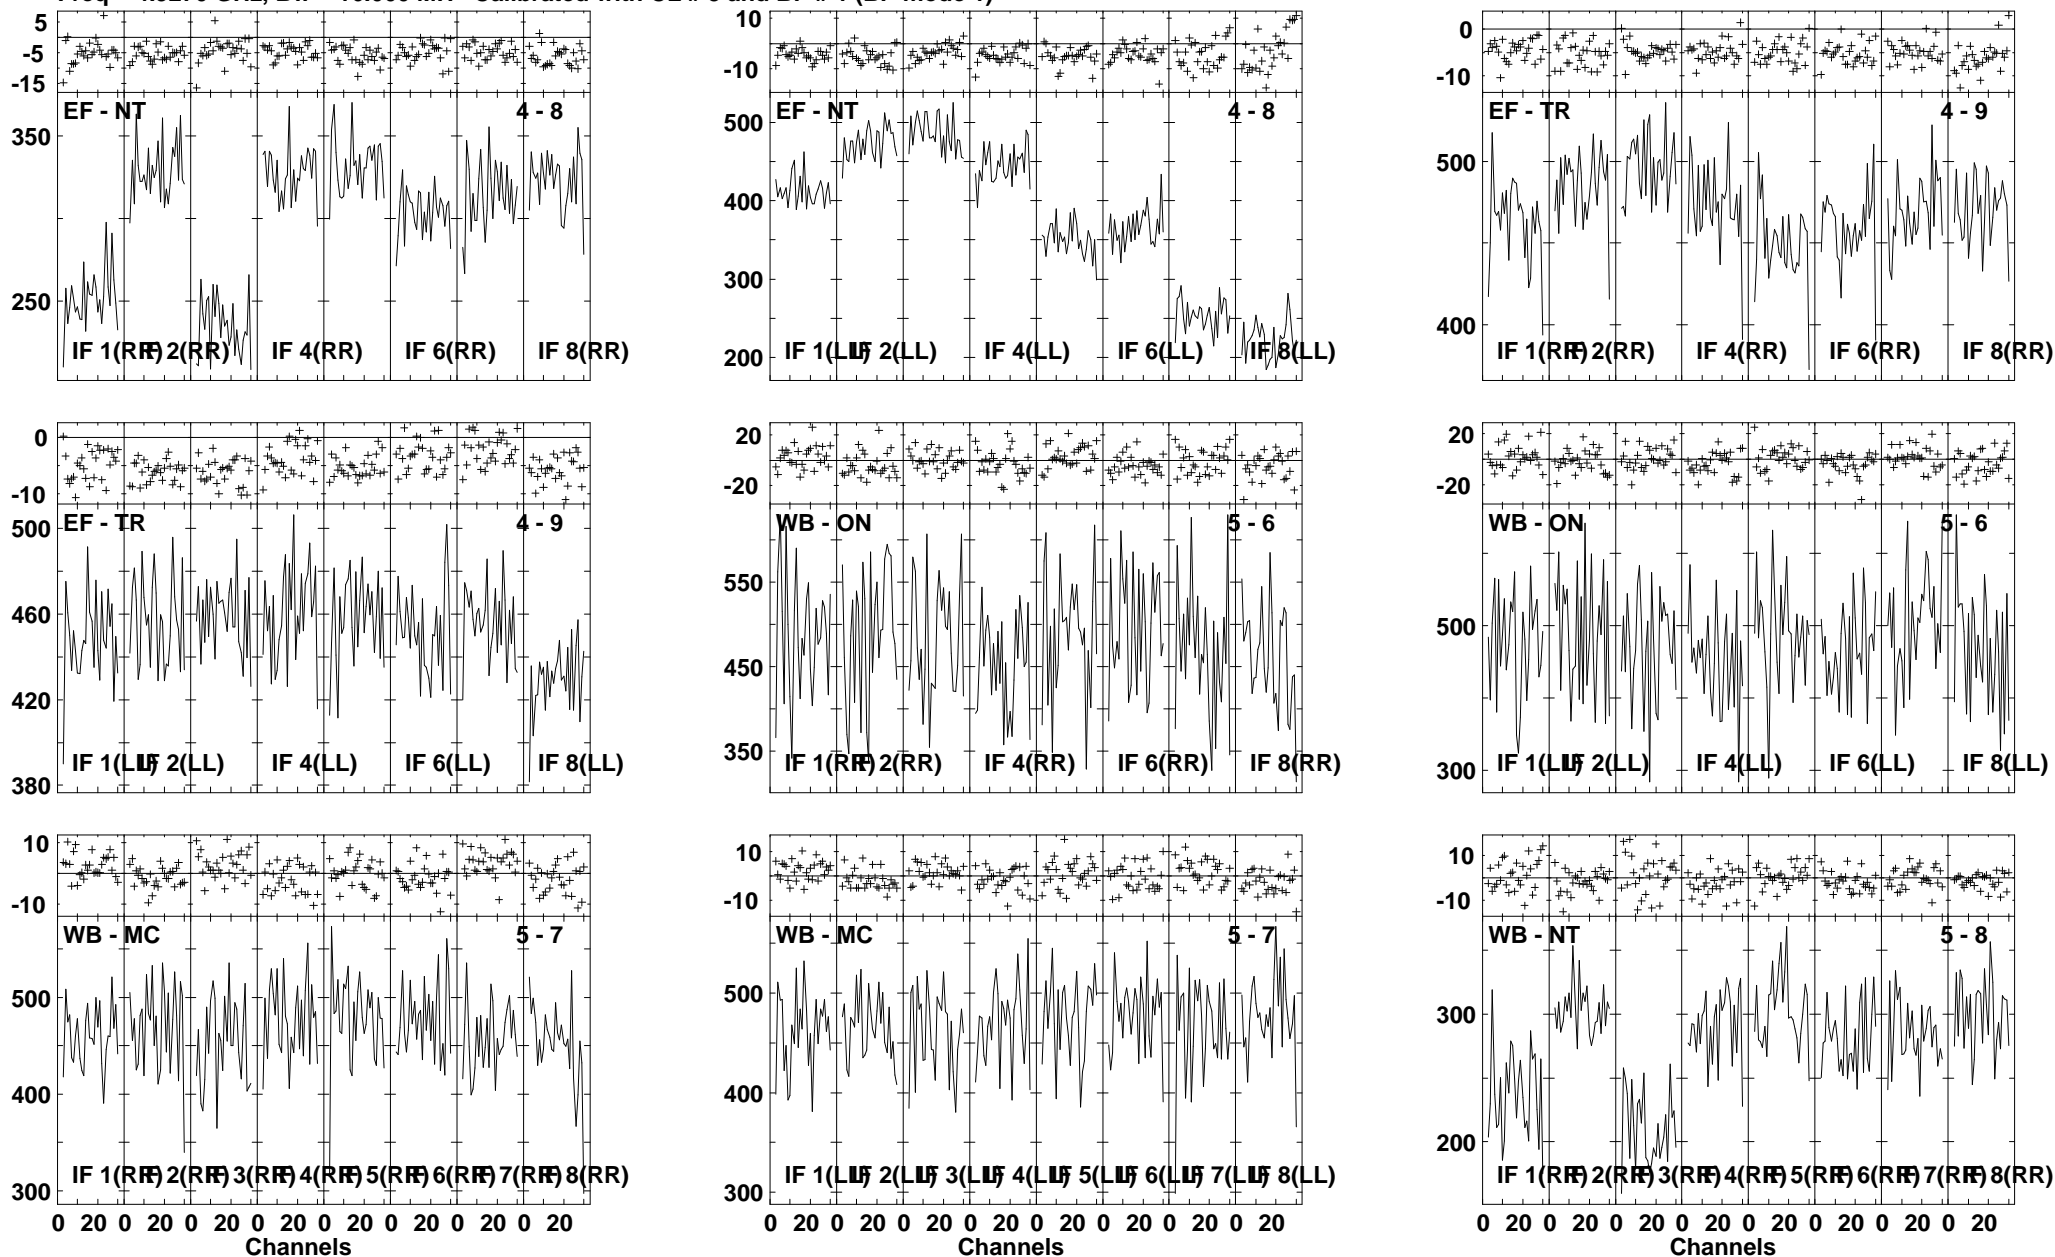 5 10 0
-5 -10 -10
-15
EF - NT 4 - 8 EF - NT 4 - 8 EF - TR 4 - 9
350 500 500
400
250 300 400
200
IF 1(RR) IF 2(RR) IF 4(RR) IF 6(RR) IF 8(RR) IF 1(LL) IF 2(LL) IF 4(LL) IF 6(LL) IF 8(LL) IF 1(RR) IF 2(RR) IF 4(RR) IF 6(RR) IF 8(RR)
0 20 20
-10 -20 -20
EF - TR 4 - 9 WB - ON 5 - 6 WB - ON 5 - 6
500 550 500
460 450
420 350 300
380
IF 1(LL) IF 2(LL) IF 4(LL) IF 6(LL) IF 8(LL) IF 1(RR) IF 2(RR) IF 4(RR) IF 6(RR) IF 8(RR) IF 1(LL) IF 2(LL) IF 4(LL) IF 6(LL) IF 8(LL)
10 10 10
-10 -10 -10
WB - MC 5 - 7 WB - MC 5 - 7 WB - NT 5 - 8
500 500 300
400 400 200
300 300
IF 1(RR) IF 2(RR) IF 3(RR) IF 4(RR) IF 5(RR) IF 6(RR) IF 7(RR) IF 8(RR) IF 1(LL) IF 2(LL) IF 3(LL) IF 4(LL) IF 5(LL) IF 6(LL) IF 7(LL) IF 8(LL) IF 1(RR) IF 2(RR) IF 3(RR) IF 4(RR) IF 5(RR) IF 6(RR) IF 7(RR) IF 8(RR)
0 20 0 20 0 20 0 20 0 20 0 20 0 20 0 20 0 20 0 20 0 20 0 20 0 20 0 20 0 20 0 20 0 20 0 20 0 20 0 20 0 20 0 20 0 20 0 20
Channels Channels Channels